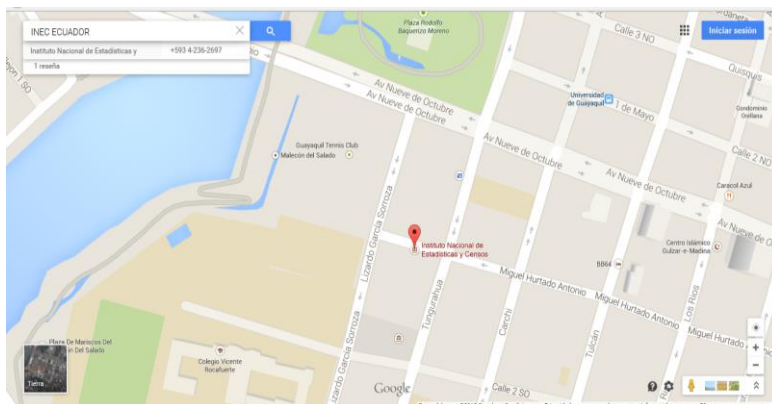 INEC ECUADOR
Instituto Nacional de Estadísticas y
+593 4-236-2697
1 reseña
Iniciar sesión
Plaza Rodolfo
Baquerizo Moreno
Calle 3 NO
Quisquis
Av Nueve de Octubre
Av Nueve de Octubre
Universidad
de Guayaquil
1 de Mayo
Condominio
Orellana
Av Nueve de Octubre
Calle 2 NO
Guayaquil Tennis Club
Malecón del Salado
Av Nueve de Octubre
Caracol Azul
Av Nueve de Octubre
Lizardo García Sorroza
Instituto Nacional de
Estadísticas y Censos
Centro Islámico
Gulzar-e-Madina
BB64
Miguel Hurtado Antonio
Miguel Hurtado Antonio
Tungurahua
Carchi
Tulcán
Los Ríos
Plaza De Mariscos Del
Colegio Vicente
Rocafuerte
Lizardo García Sorroza
Tierra
Google
Calle 2 SO